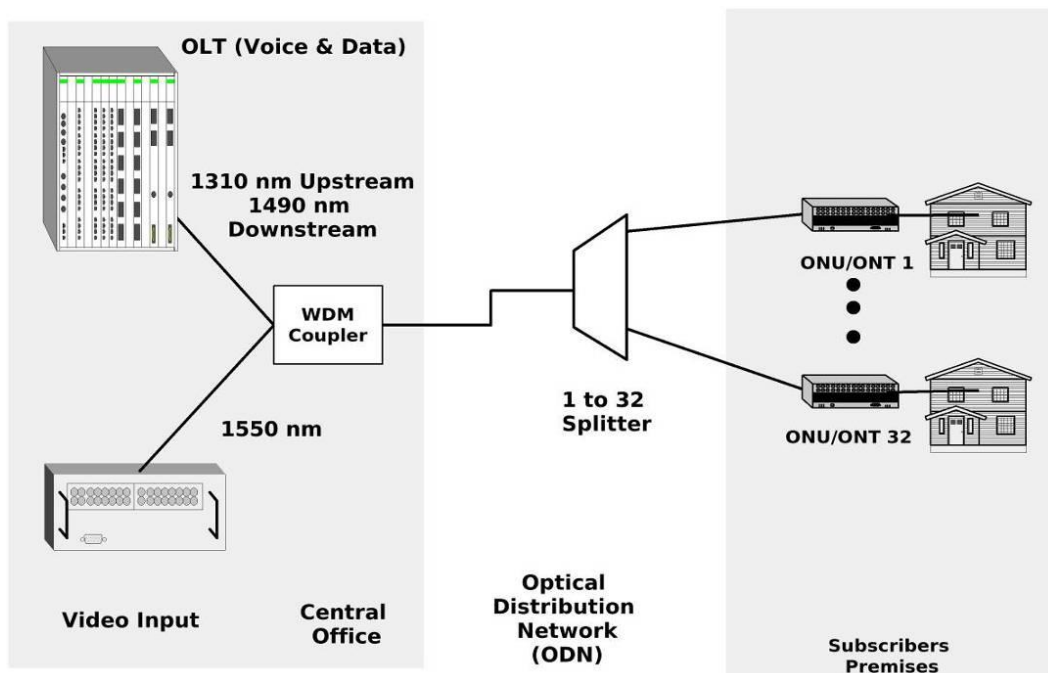 OLT (Voice & Data)
1310 nm Upstream
1490 nm
Downstream
WDM
Coupler
1550 nm
Video Input
Central
Office
1 to 32
Splitter
Optical
Distribution
Network
(ODN)
ONU/ONT 1
ONU/ONT 32
Subscribers
Premises